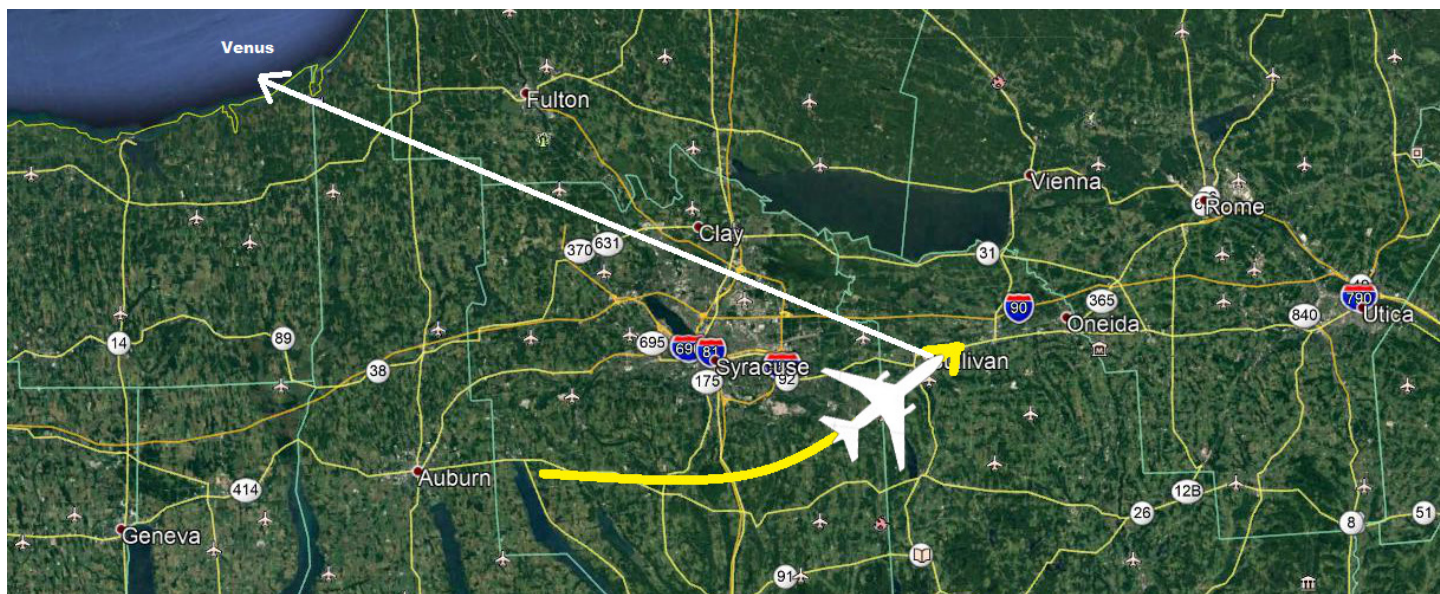 Venus
Fulton
Vienna
Rome
Clay
370
631
31
90
365
Oneida
840
790
Utica
14
89
695
690
81
Syracuse
92
175
38
Auburn
414
Geneva
12B
26
8
51
91